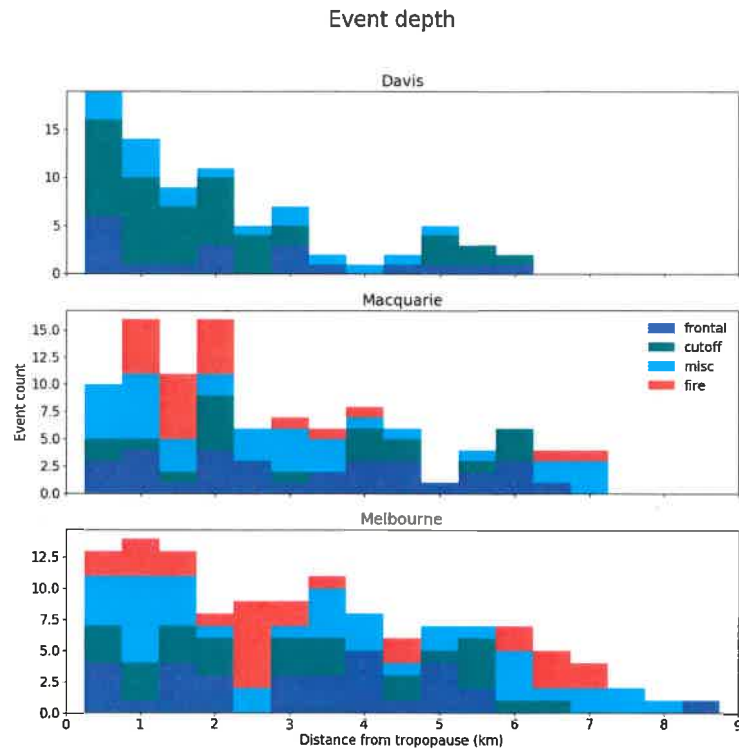 Event depth
Davis
15
10
5
0
Macquarie
15.0
12.5
10.0
7.5
5.0
2.5
0.0
Event count
frontal
cutoff
misc
fire
Melbourne
12.5
10.0
7.5
5.0
2.5
0.0
0 1 2 3 4 5 6 7 8 9
Distance from tropopause (km)